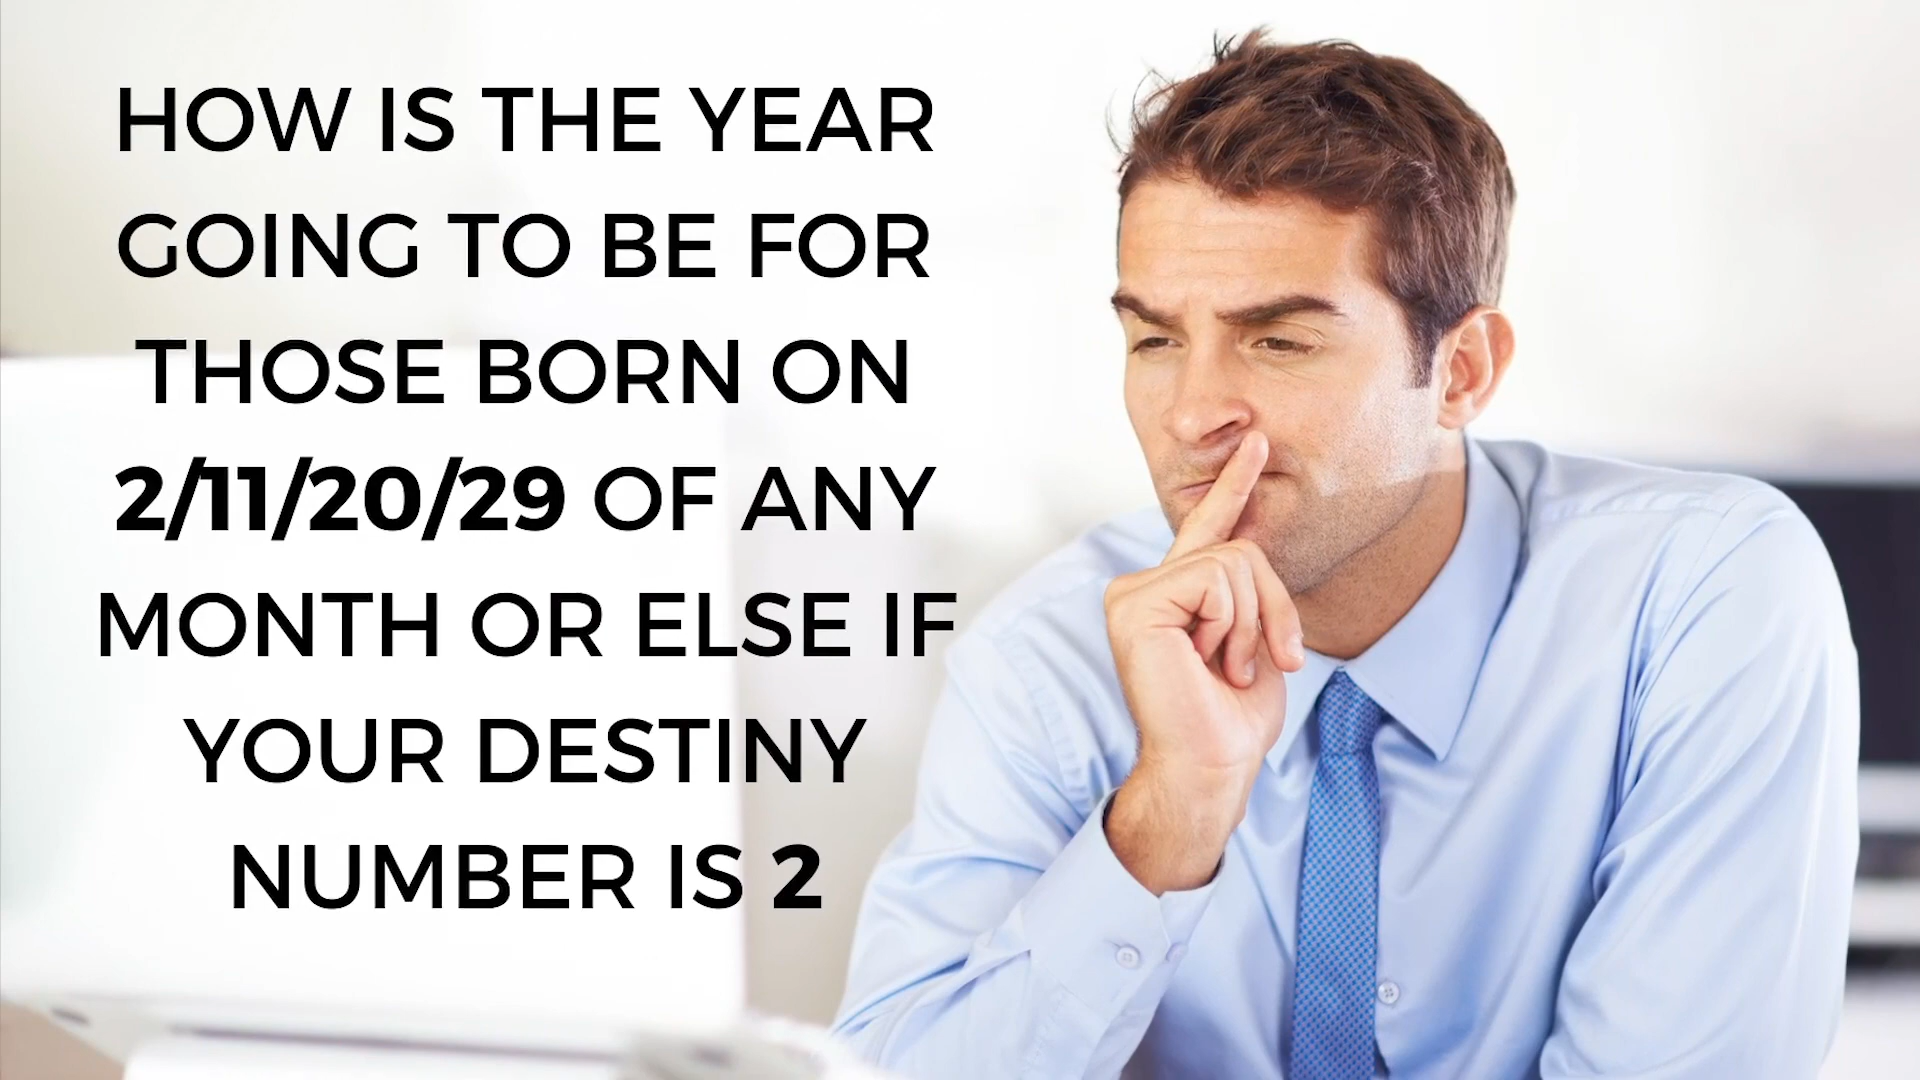 HOW IS THE YEAR
GOING TO BE FOR
THOSE BORN ON
2/11/20/29 OF ANY
MONTH OR ELSE IF
YOUR DESTINY
NUMBER IS 2